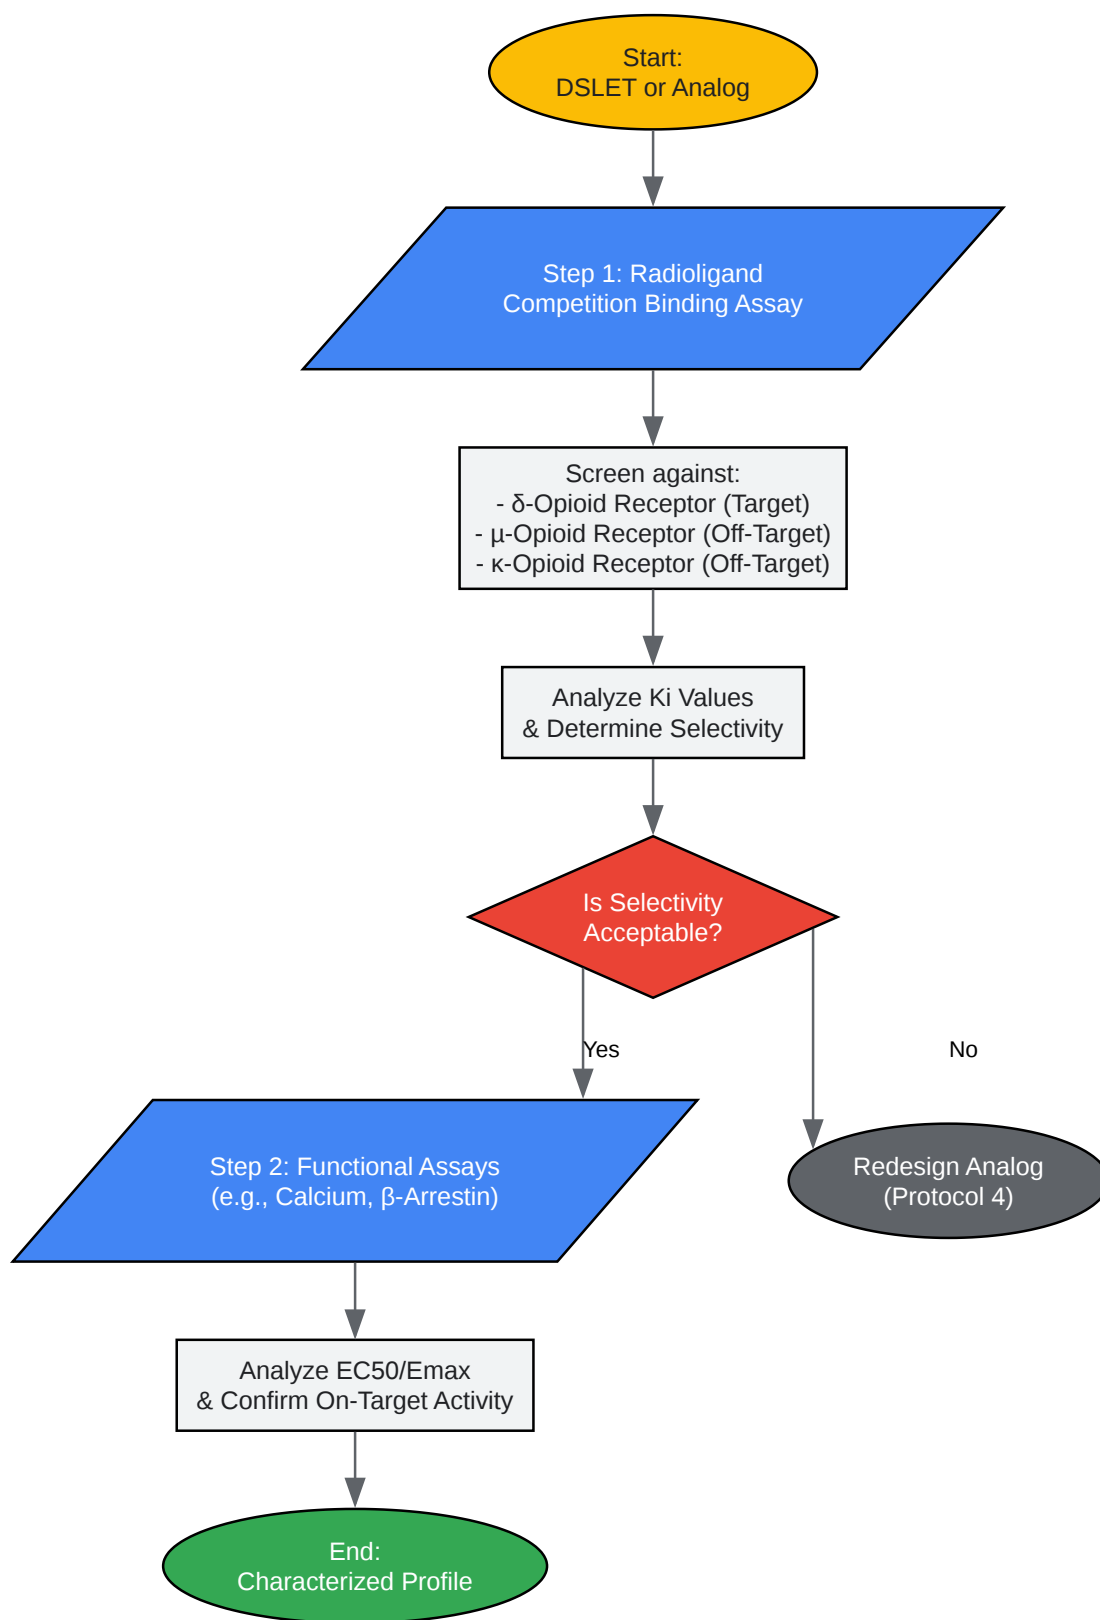 Start:
DSLET or Analog
Step 1: Radioligand
Competition Binding Assay
Screen against:
- δ-Opioid Receptor (Target)
- μ-Opioid Receptor (Off-Target)
- κ-Opioid Receptor (Off-Target)
Analyze Ki Values
& Determine Selectivity
Is Selectivity
Acceptable?
Yes
No
Step 2: Functional Assays
(e.g., Calcium, β-Arrestin)
Redesign Analog
(Protocol 4)
Analyze EC50/Emax
& Confirm On-Target Activity
End:
Characterized Profile